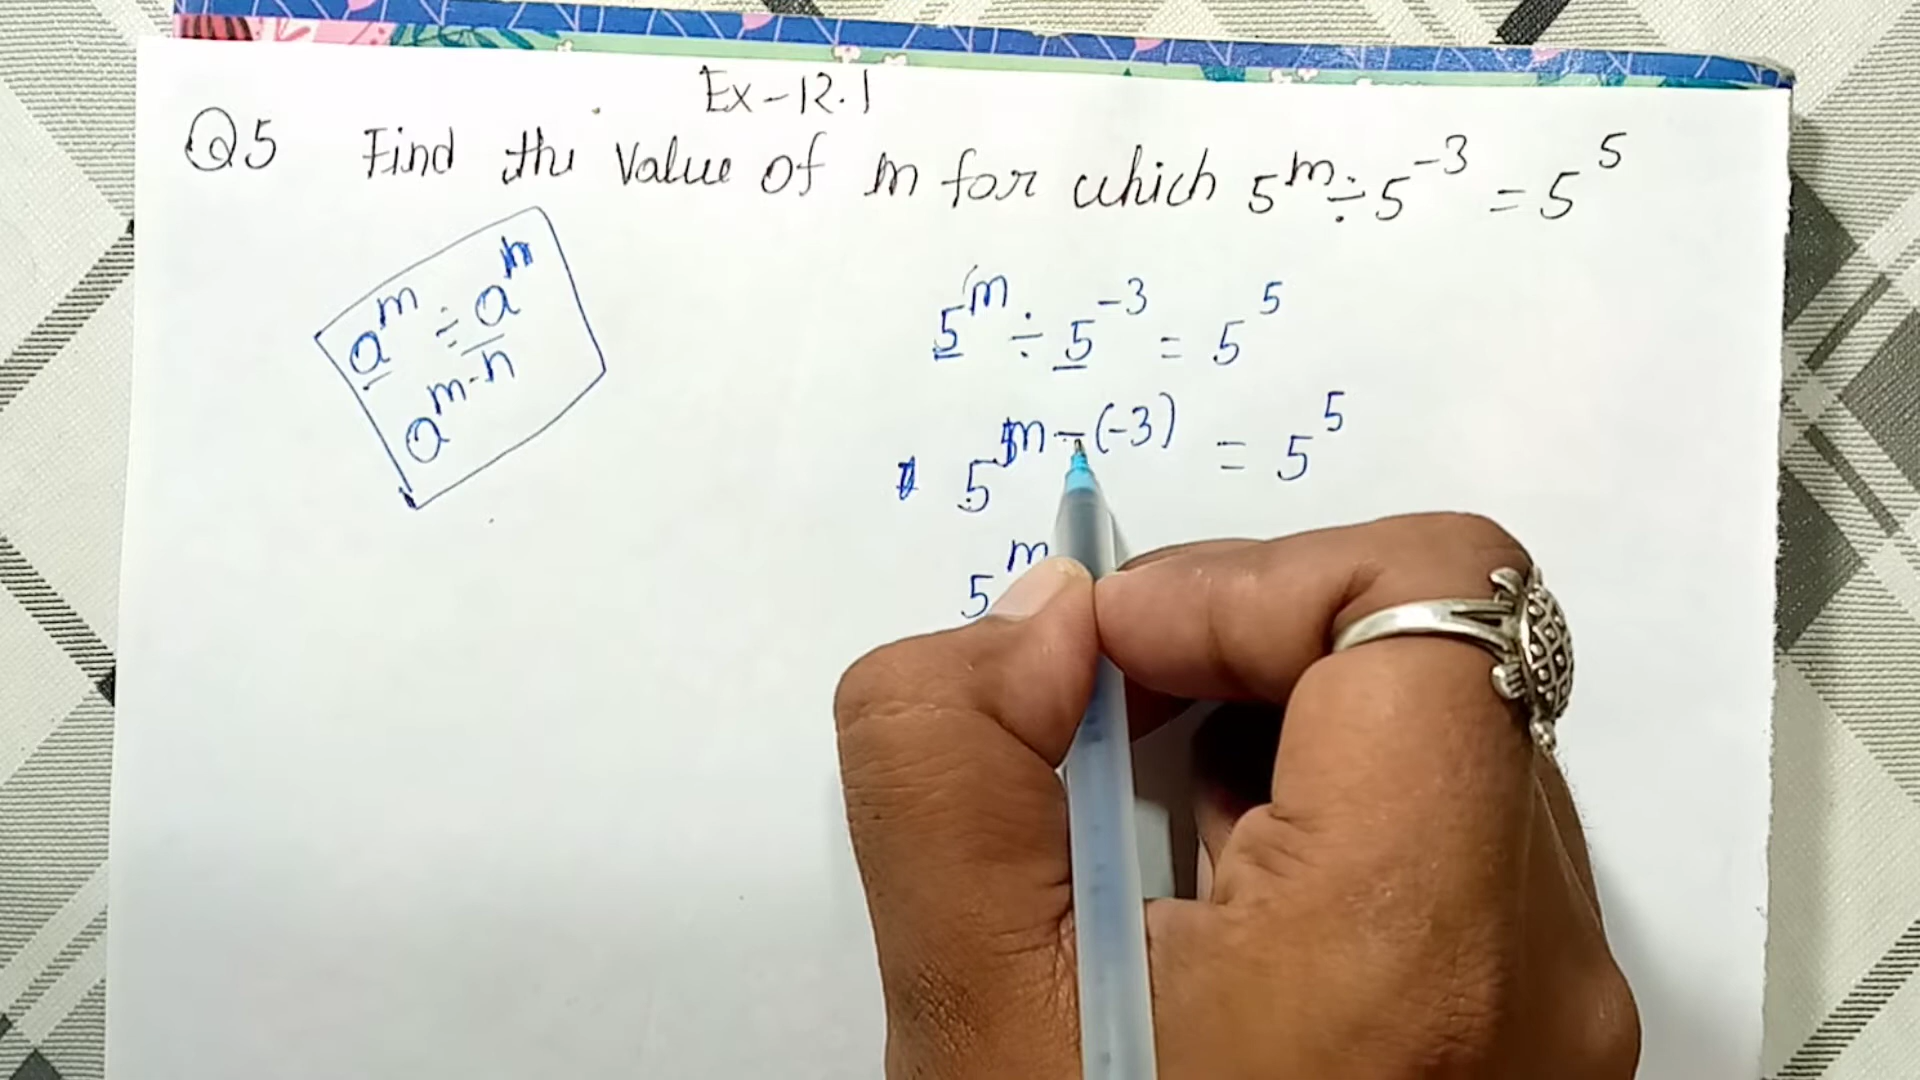 Ex-12.1
Q5 Find the value of m for which 5^m ÷ 5^-3 = 5^5
a^m ÷ a^n
a^m-n
5^m ÷ 5^-3 = 5^5
5^m-(-3) = 5^5
5^m